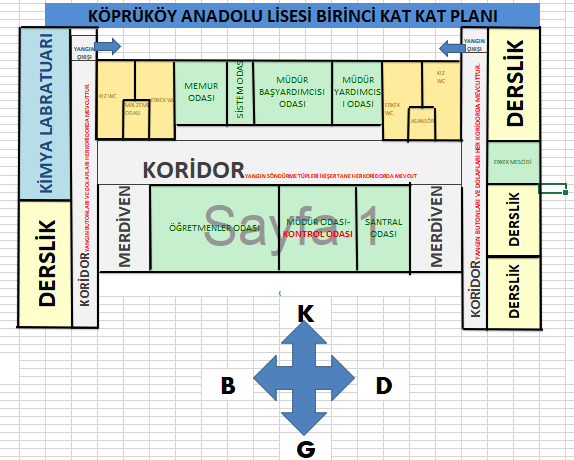 KÖPRÜKÖY ANADOLU LİSESİ BİRİNCİ KAT KAT PLANI
KİMYA LABRATUARI
YANGIN
ÇIKIŞI
YANGIN
ÇIKIŞI
DERSLİK
KIZ WC
MALZEME
ODASI
ERKEK WC
MEMUR
ODASI
SİSTEM ODAS
MÜDÜR
BAŞYARDIMCISI
ODASI
MÜDÜR
YARDIMCIS
I ODASI
ERKEK
WC
KIZ
WC
ASANSÖR
KORİDOR YANGIN SÖNDÜRME TÜPLERİ İKİŞER TANE HER KORİDORDA MEVCUT
ERKEK MESCİDİ
DERSLİK
KORİDOR YANGIN BUTONLARI VE DOLAPLARI HER KORİDORDA MEVCUTTUR
MERDİVEN
ÖĞRETMENLER ODASI
MÜDÜR ODASI-
KONTROL ODASI
SANTRAL
ODASI
MERDİVEN
KORİDOR YANGIN BUTONLARI VE DOLAPLARI HER KORİDORDA MEVCUTTUR.
DERSLİK
DERSLİK
Sayfa 1
K
B
D
G